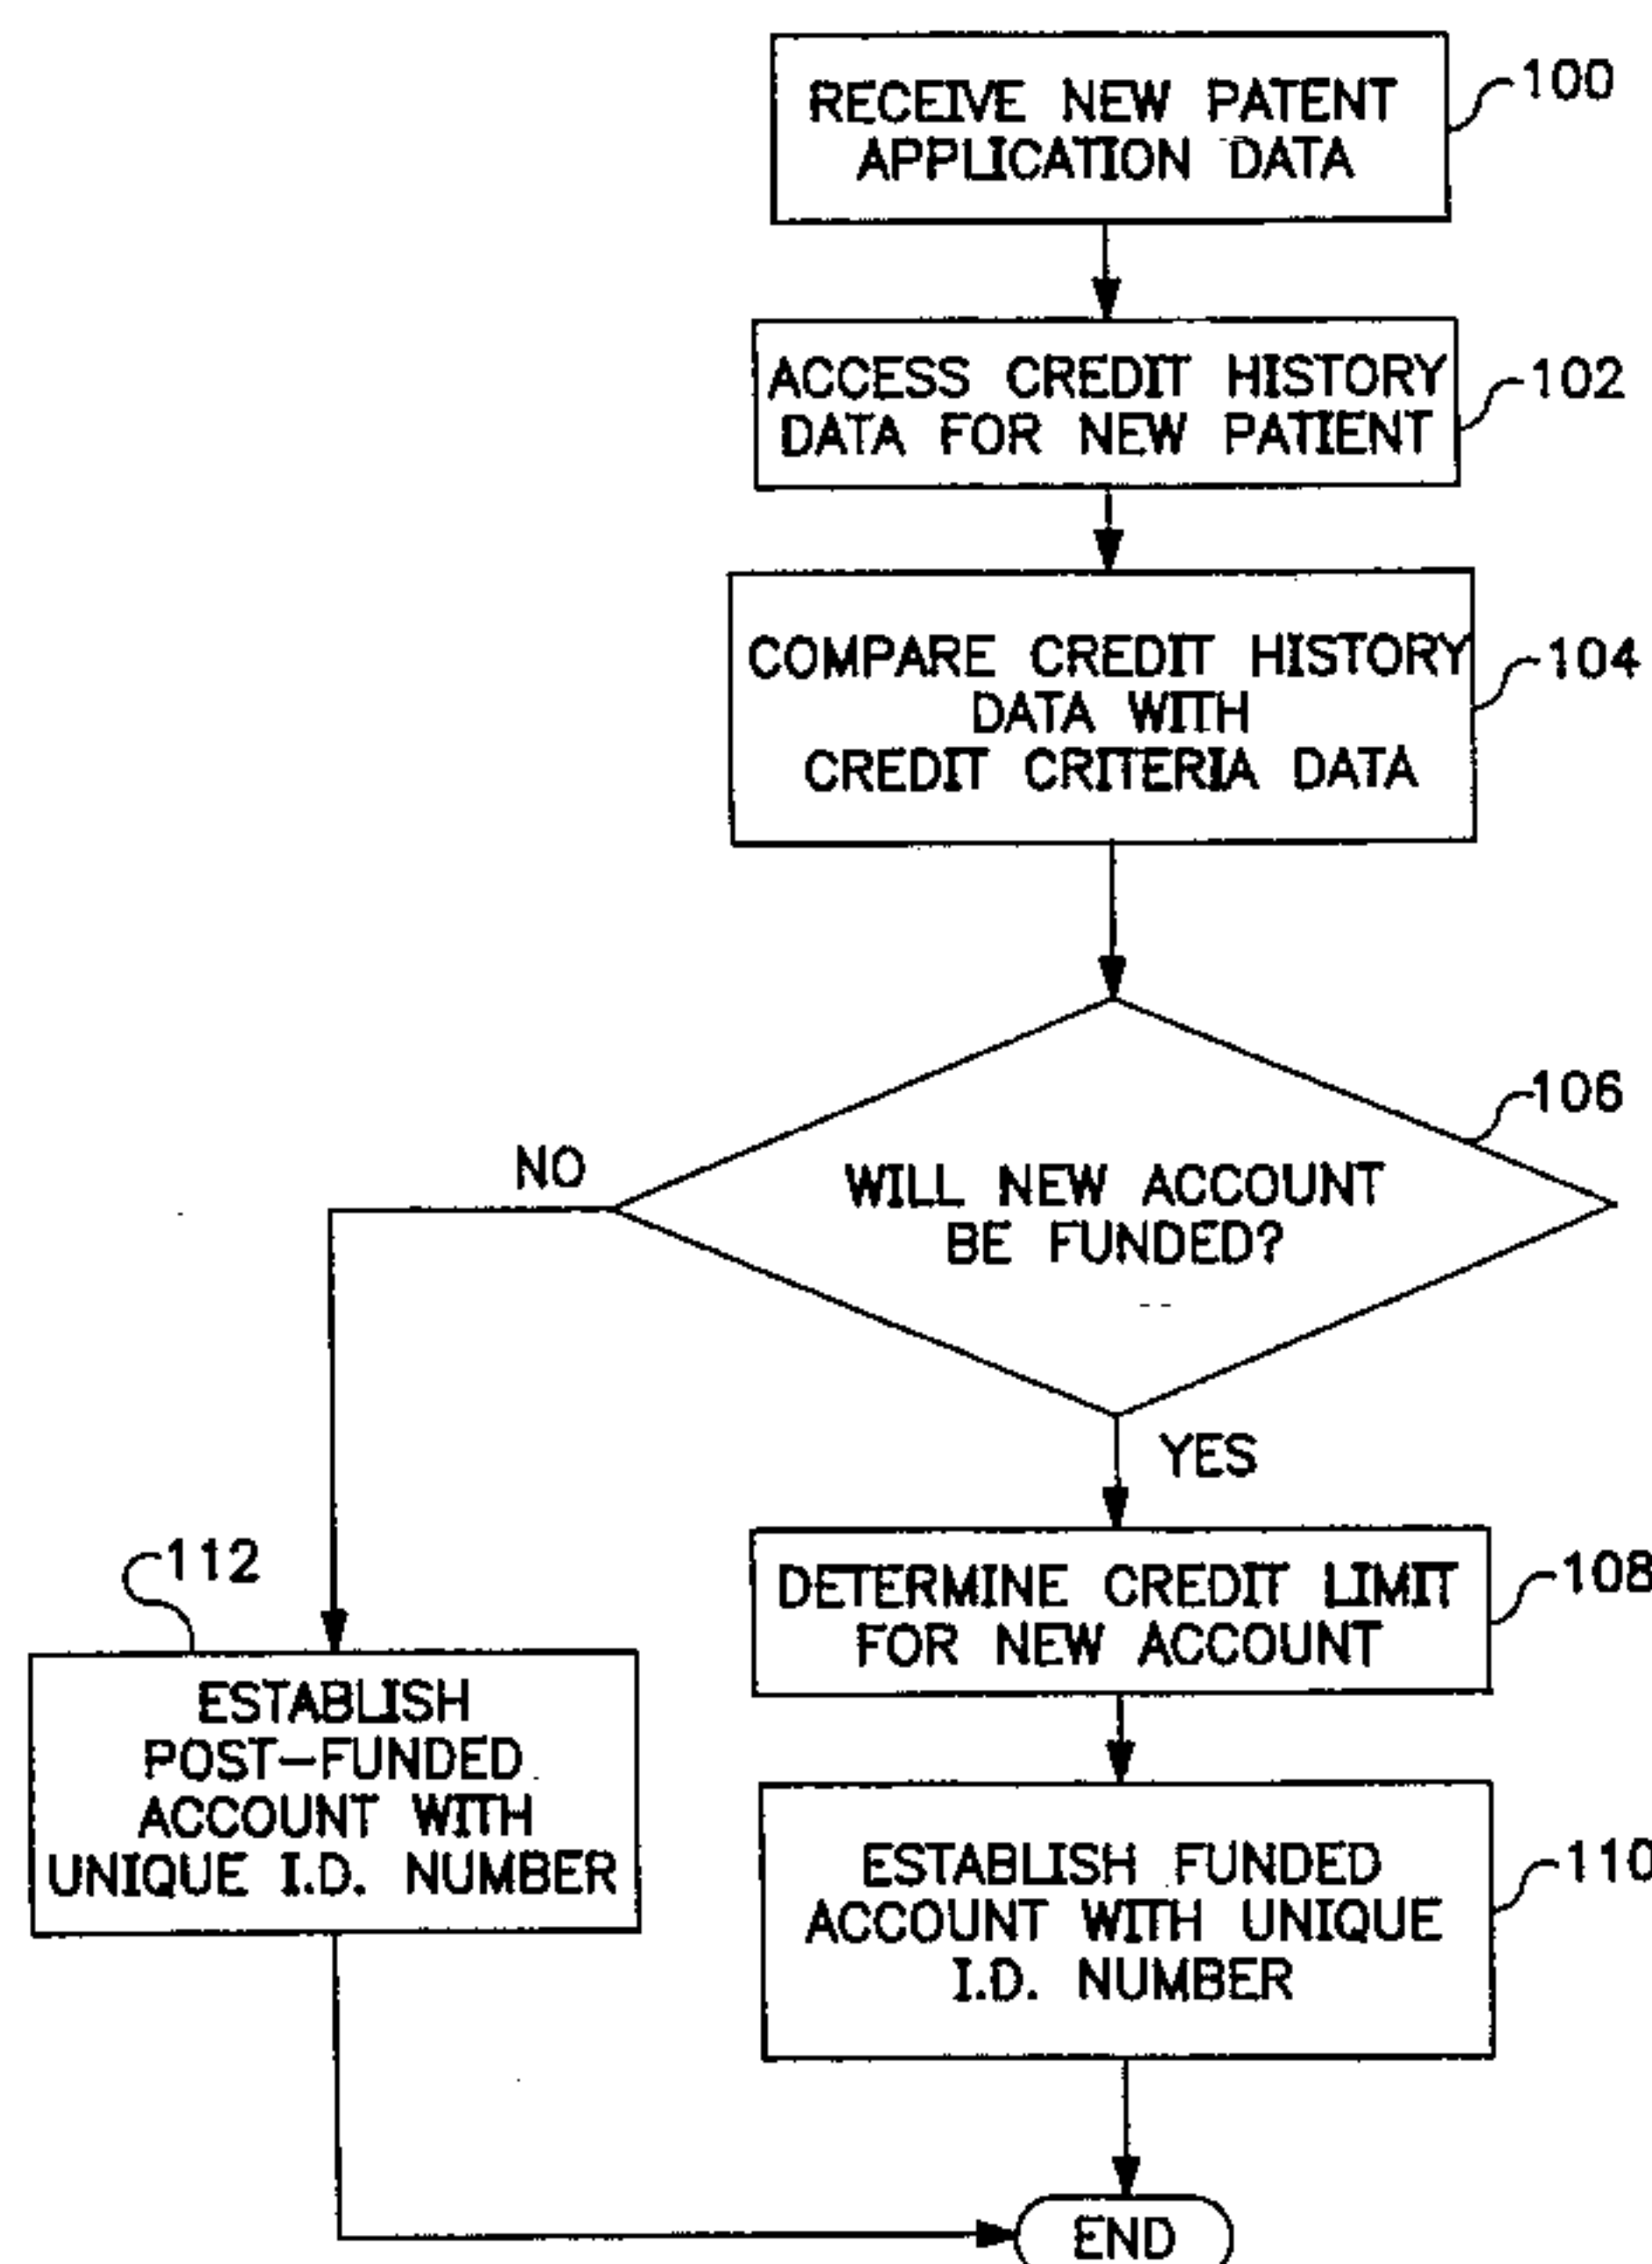 RECEIVE NEW PATENT
APPLICATION DATA
100
ACCESS CREDIT HISTORY
DATA FOR NEW PATIENT
102
COMPARE CREDIT HISTORY
DATA WITH
CREDIT CRITERIA DATA
104
106
WILL NEW ACCOUNT
BE FUNDED?
NO
YES
112
ESTABLISH
POST-FUNDED
ACCOUNT WITH
UNIQUE I.D. NUMBER
DETERMINE CREDIT LIMIT
FOR NEW ACCOUNT
108
ESTABLISH FUNDED
ACCOUNT WITH UNIQUE
I.D. NUMBER
110
END